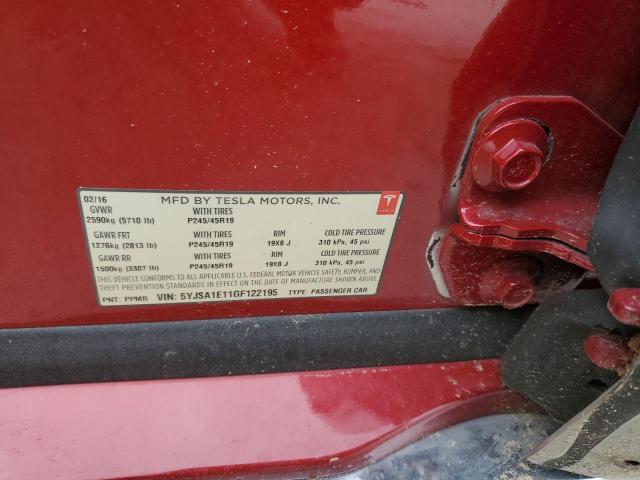 02/16 MFD BY TESLA MOTORS, INC.
GVWR WITH TIRES
2590kg (5710 lb) P245/45R19
TESLA
GAWR FRT WITH TIRES RIM COLD TIRE PRESSURE
1276kg (2813 lb) P245/45R19 19X8 J 310 kPa, 45 psi
GAWR RR WITH TIRES RIM COLD TIRE PRESSURE
1500kg (3307 lb) P245/45R19 19X8 J 310 kPa, 45 psi
THIS VEHICLE CONFORMS TO ALL APPLICABLE U.S. FEDERAL MOTOR VEHICLE SAFETY, BUMPER, AND
THEFT PREVENTION STANDARDS IN EFFECT ON THE DATE OF MANUFACTURE SHOWN ABOVE.
PNT: PPMR VIN: 5YJSA1E11GF122195 TYPE: PASSENGER CAR